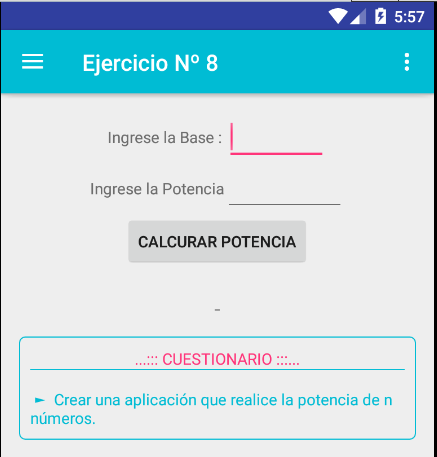 5:57
Ejercicio Nº 8
Ingrese la Base :
Ingrese la Potencia
CALCURAR POTENCIA
-
...::: CUESTIONARIO :::...
► Crear una aplicación que realice la potencia de n
números.